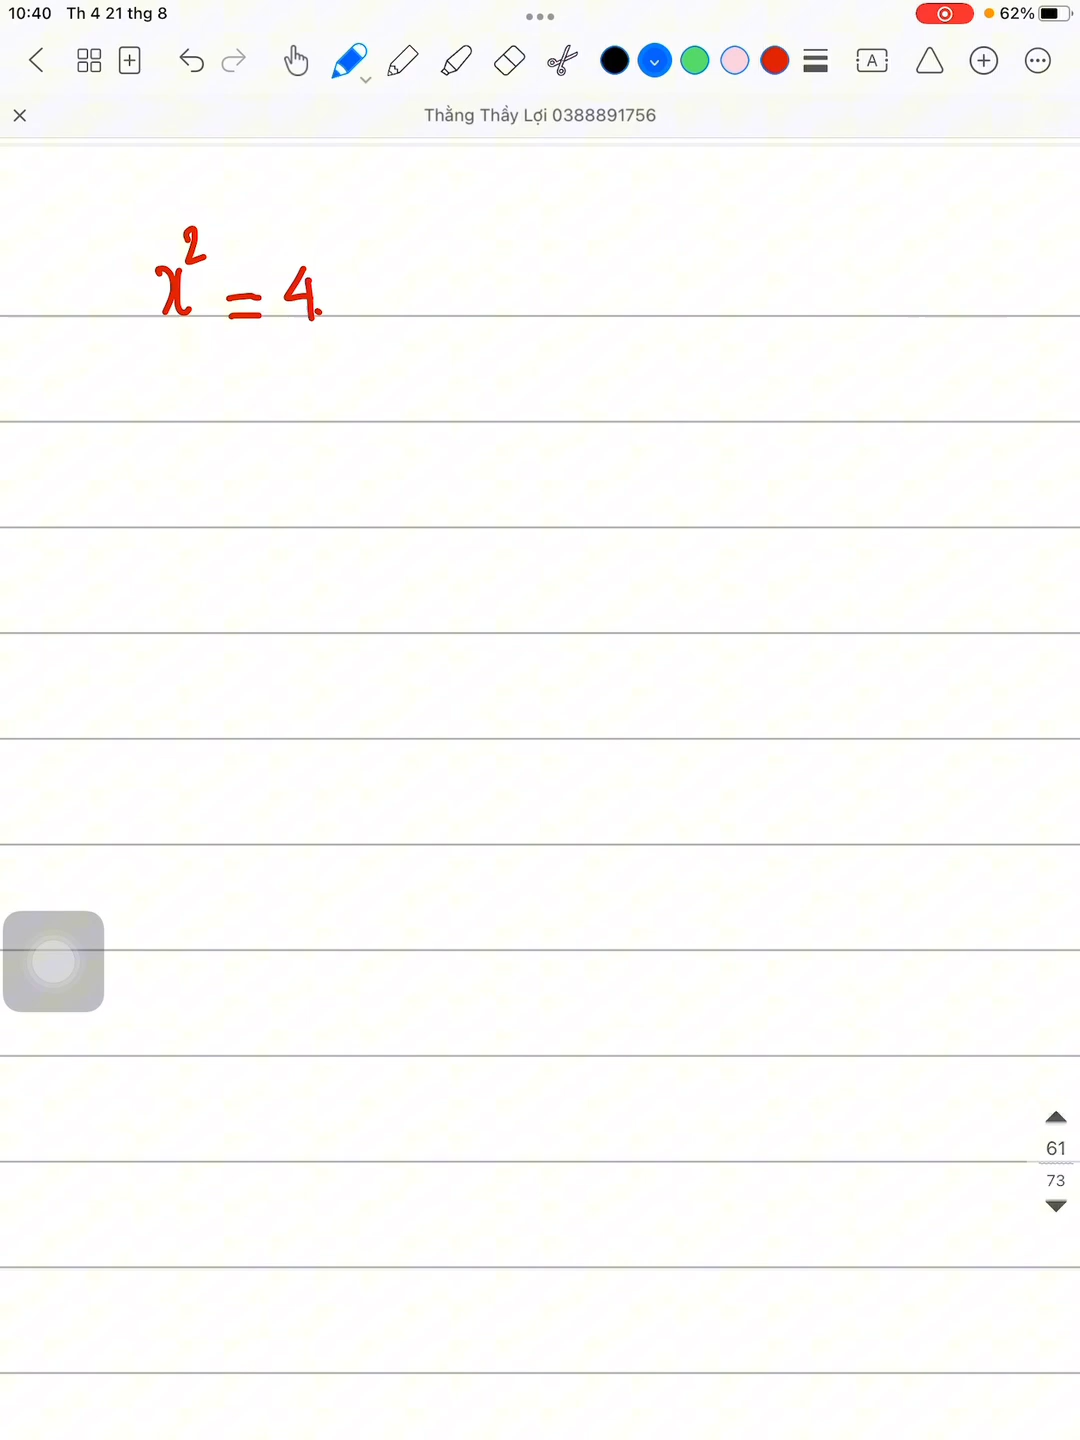 10:40 Th 4 21 thg 8
62%
A
Thằng Thầy Lợi 0388891756
x² = 4.
61
73